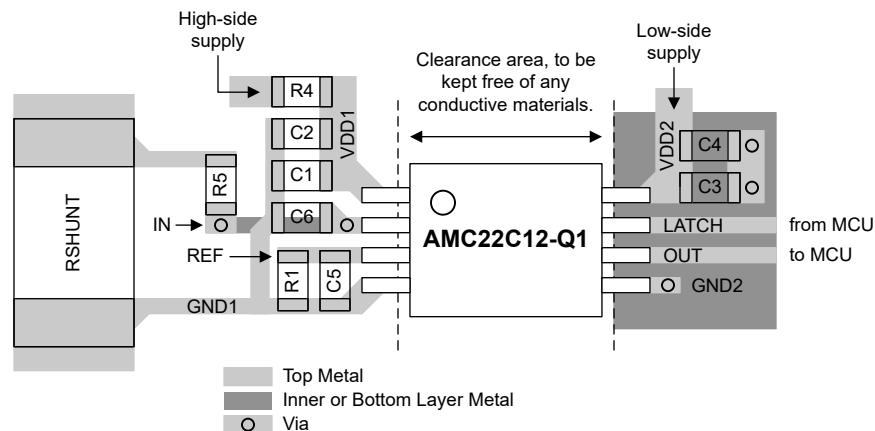 High-side
supply
Low-side
supply
Clearance area, to be
kept free of any
conductive materials.
R4
C2
C1
C6
VDD1
VDD2
C4
C3
R5
RSHUNT
IN
REF
R1
C5
GND1
AMC22C12-Q1
LATCH
from MCU
OUT
to MCU
GND2
Top Metal
Inner or Bottom Layer Metal
Via